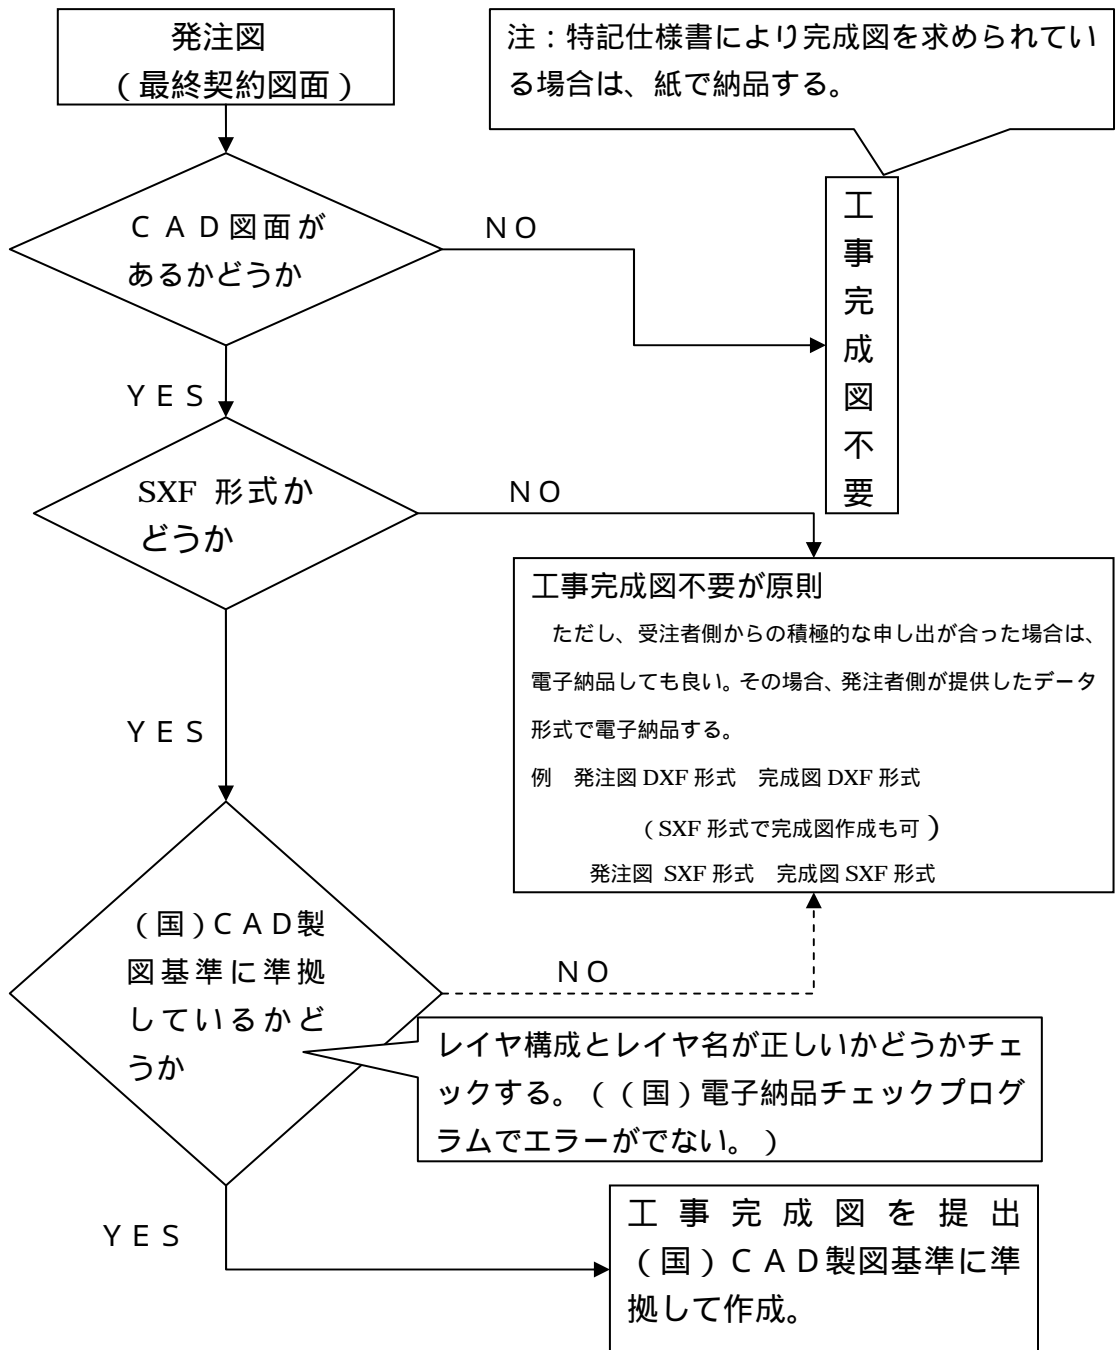 発注図
（最終契約図面）
注：特記仕様書により完成図を求められてい
る場合は、紙で納品する。
ＣＡＤ図面が
あるかどうか
ＮＯ
工事完成図不要
ＹＥＳ
SXF 形式か
どうか
ＮＯ
工事完成図不要が原則
ただし、受注者側からの積極的な申し出が合った場合は、
電子納品しても良い。その場合、発注者側が提供したデータ
形式で電子納品する。
例　発注図 DXF 形式　完成図 DXF 形式
（SXF 形式で完成図作成も可）
発注図 SXF 形式　完成図 SXF 形式
ＹＥＳ
（国）ＣＡＤ製
図基準に準拠
しているかど
うか
ＮＯ
レイヤ構成とレイヤ名が正しいかどうかチェ
ックする。（（国）電子納品チェックプログ
ラムでエラーがでない。）
ＹＥＳ
工事完成図を提出
（国）ＣＡＤ製図基準に準
拠して作成。